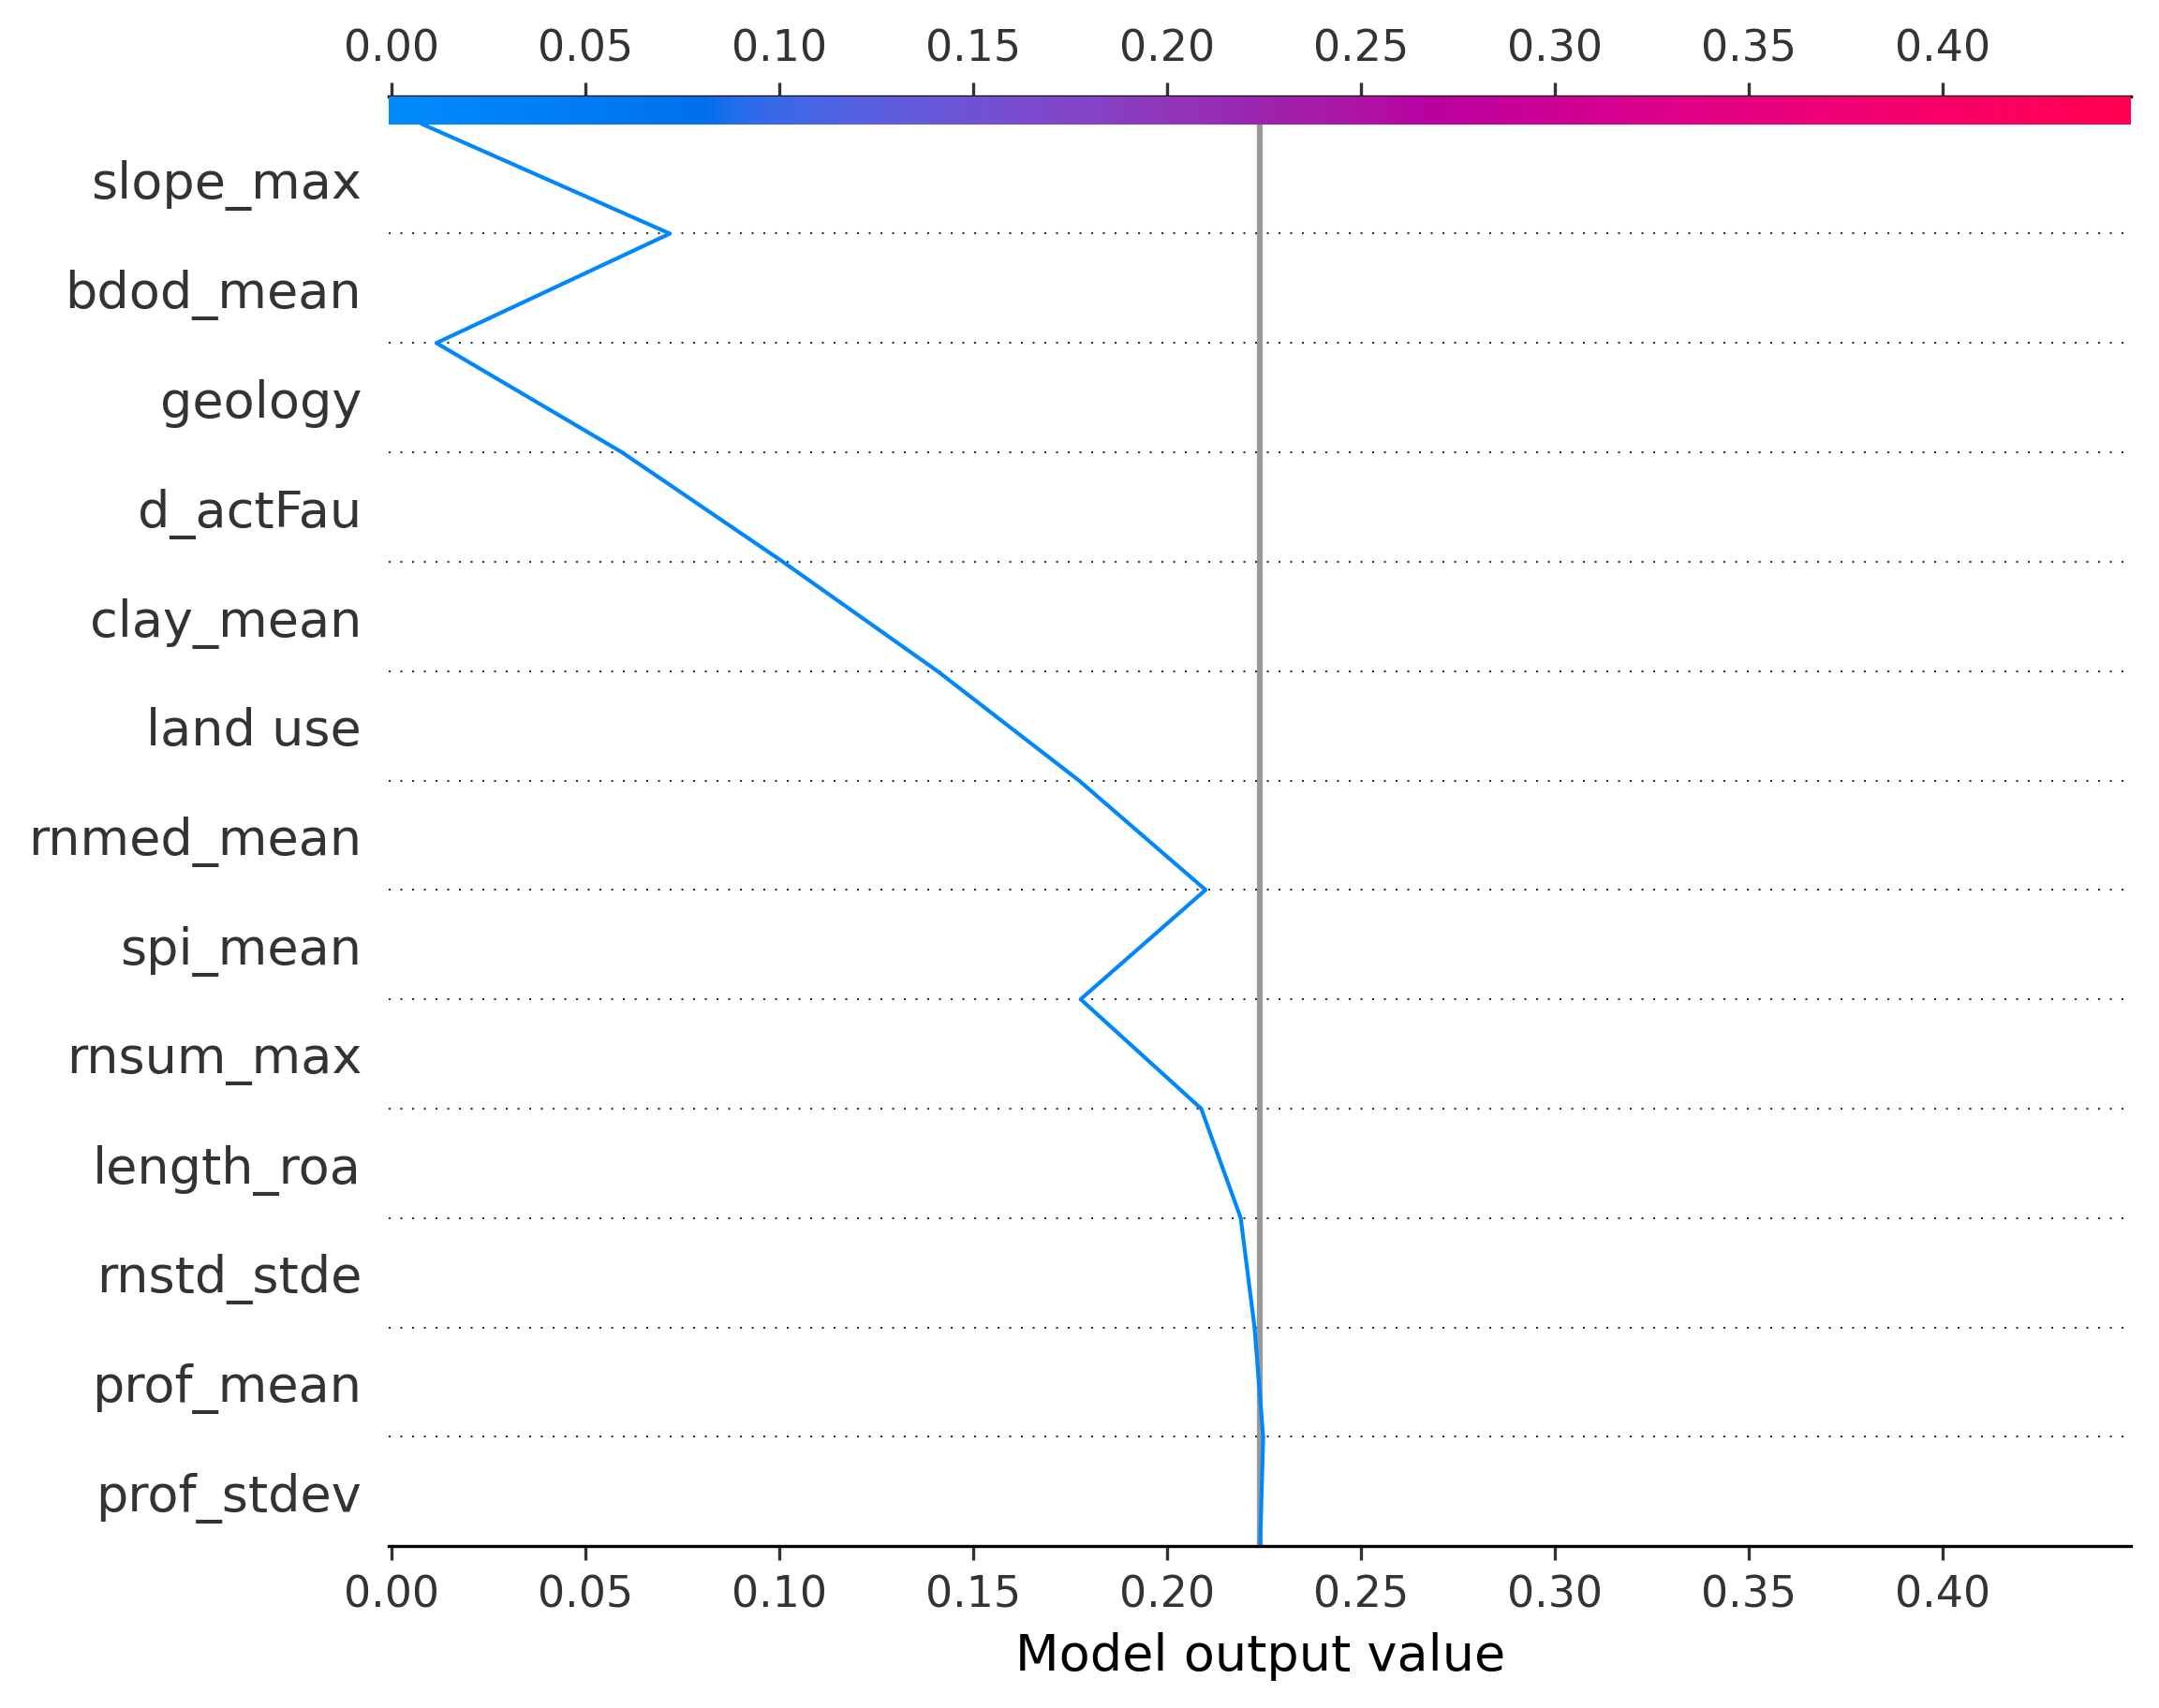 0.00 0.05 0.10 0.15 0.20 0.25 0.30 0.35 0.40
slope_max
bdod_mean
geology
d_actFau
clay_mean
land use
rnmed_mean
spi_mean
rnsum_max
length_roa
rnstd_stde
prof_mean
prof_stdev
0.00 0.05 0.10 0.15 0.20 0.25 0.30 0.35 0.40
Model output value